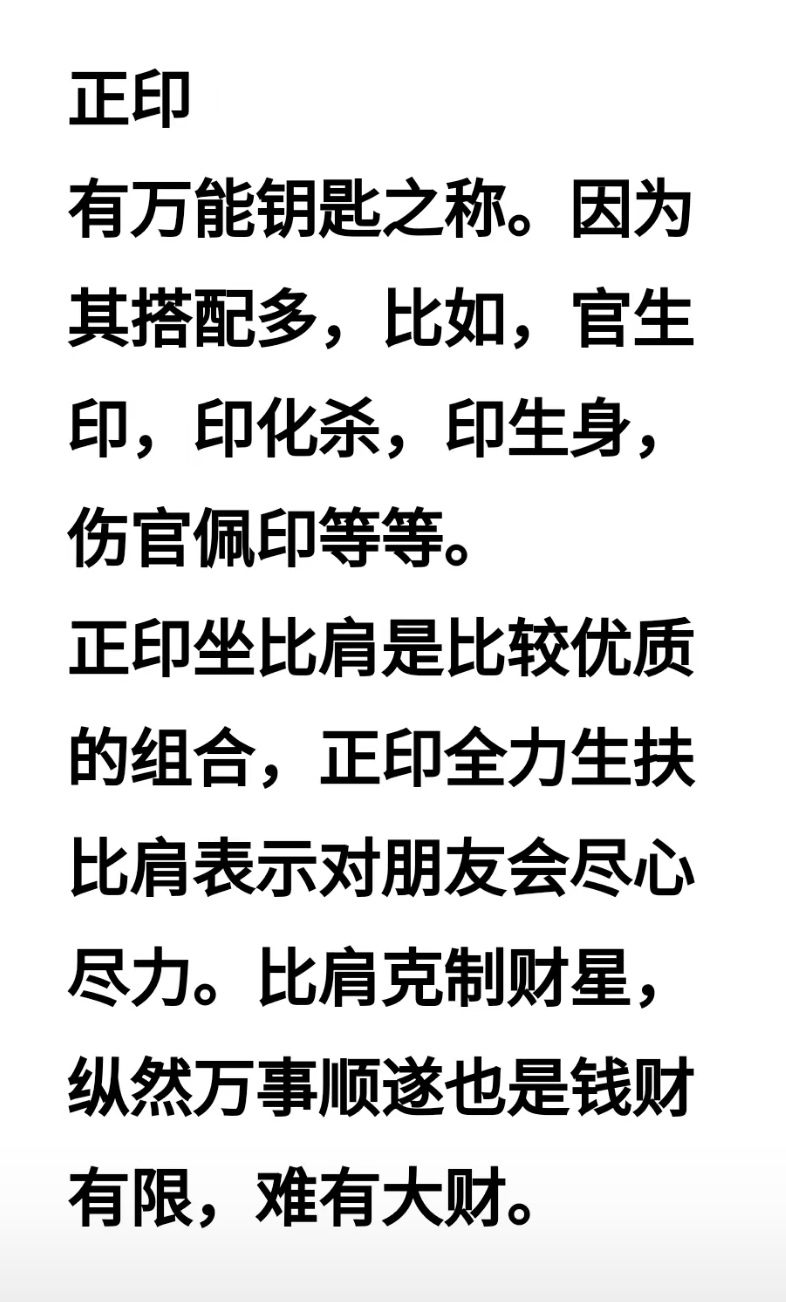 正印
有万能钥匙之称。因为
其搭配多，比如，官生
印，印化杀，印生身，
伤官佩印等等。
正印坐比肩是比较优质
的组合，正印全力生扶
比肩表示对朋友会尽心
尽力。比肩克制财星，
纵然万事顺遂也是钱财
有限，难有大财。